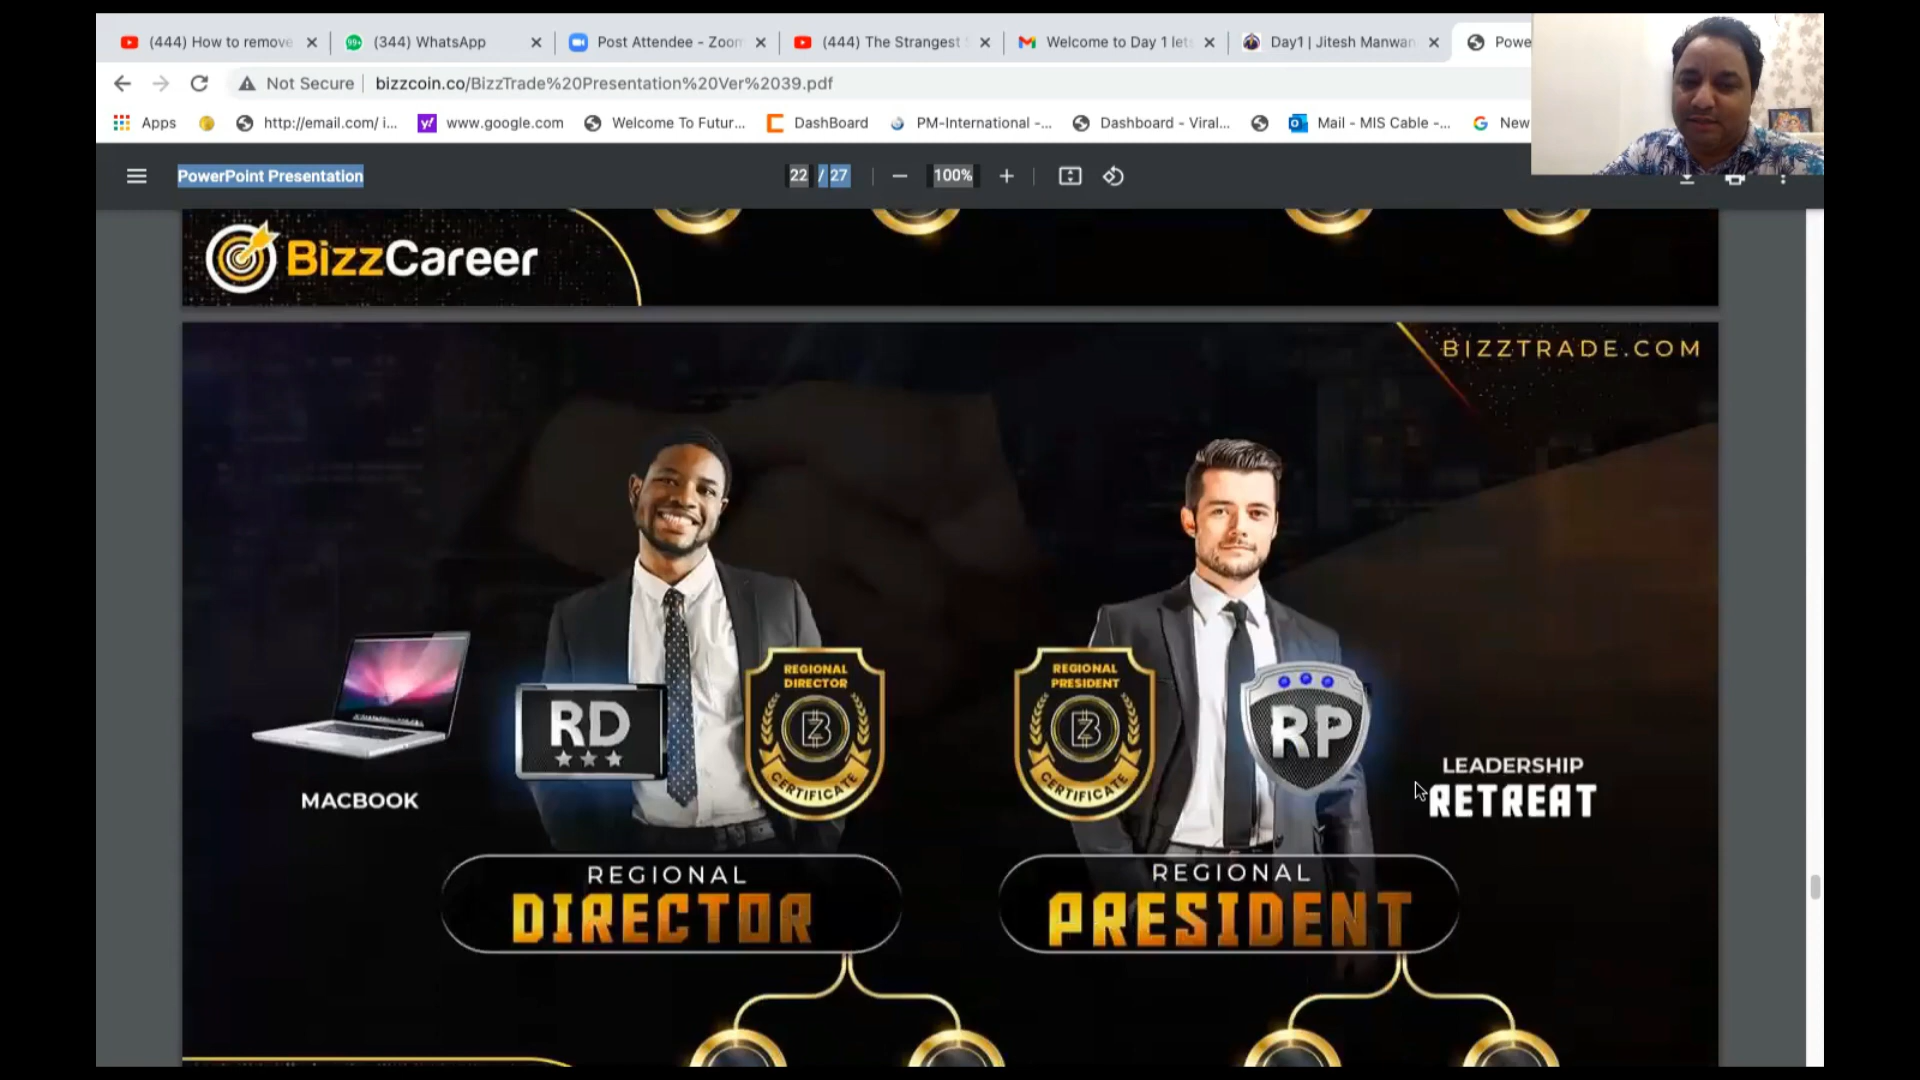 (444) How to remove
99+
(344) WhatsApp
Post Attendee - Zoom
(444) The Strangest
Welcome to Day 1 let
Day1 | Jitesh Manwan
Powe
Not Secure
bizzcoin.co/BizzTrade%20Presentation%20Ver%2039.pdf
Apps
http://email.com/ i...
www.google.com
Welcome To Futur...
DashBoard
PM-International -...
Dashboard - Viral...
Mail - MIS Cable -...
New
PowerPoint Presentation
22 / 27
100%
BizzCareer
BIZZTRADE.COM
MACBOOK
RD
REGIONAL
DIRECTOR
CERTIFICATE
REGIONAL
PRESIDENT
CERTIFICATE
RP
LEADERSHIP
RETREAT
REGIONAL
DIRECTOR
REGIONAL
PRESIDENT